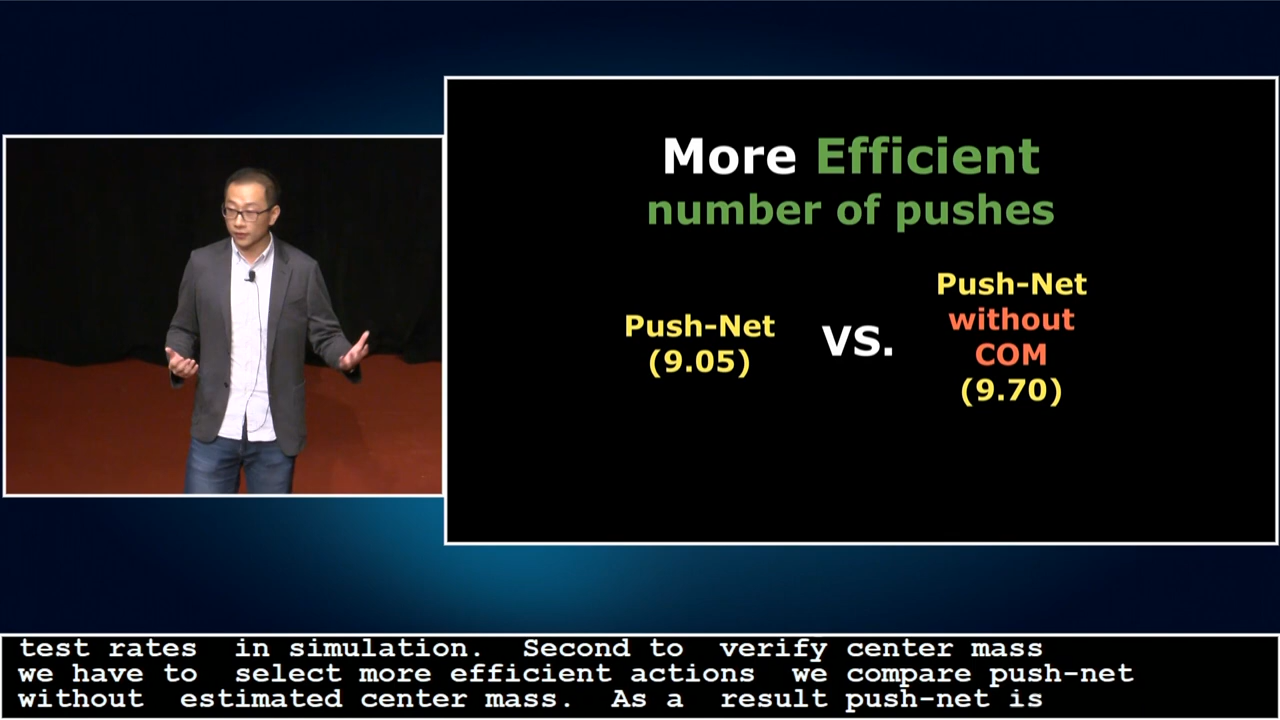 More Efficient
number of pushes
Push-Net
(9.05)
VS.
Push-Net
without
COM
(9.70)
test rates in simulation. Second to verify center mass
we have to select more efficient actions we compare push-net
without estimated center mass. As a result push-net is